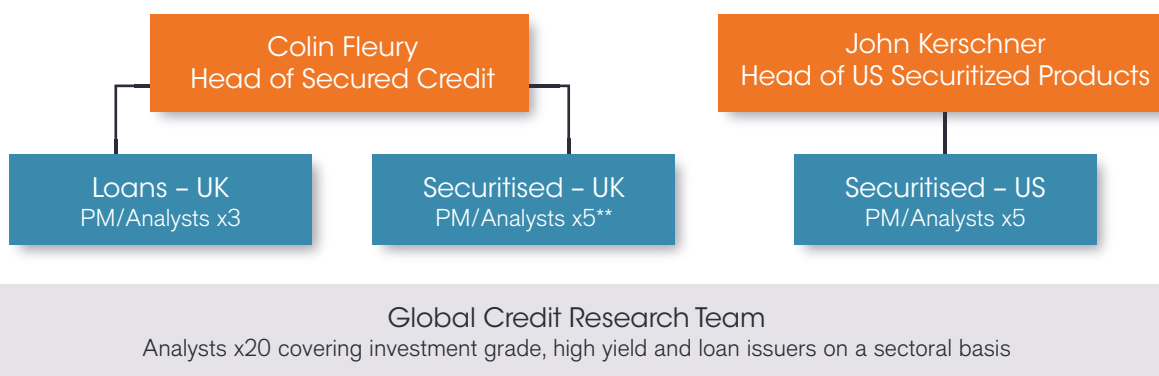 Colin Fleury
Head of Secured Credit
John Kerschner
Head of US Securitized Products
Loans – UK
PM/Analysts x3
Securitised – UK
PM/Analysts x5**
Securitised – US
PM/Analysts x5
Global Credit Research Team
Analysts x20 covering investment grade, high yield and loan issuers on a sectoral basis